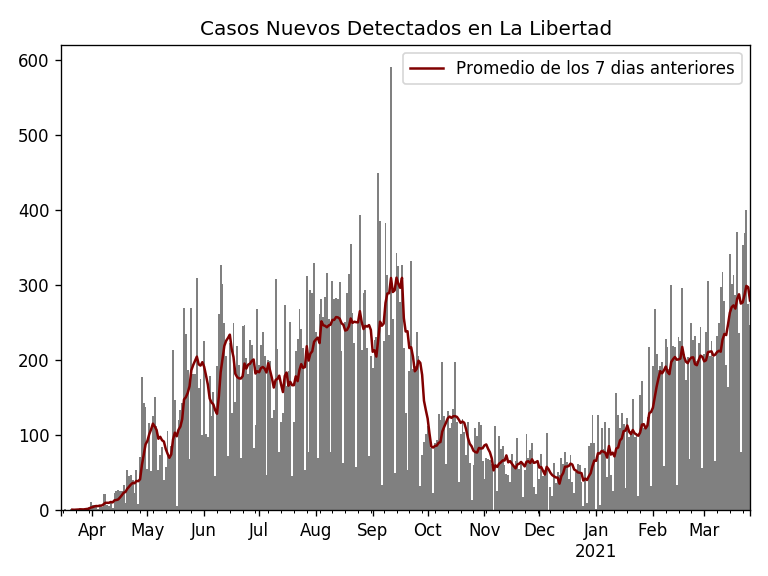 Casos Nuevos Detectados en La Libertad
Promedio de los 7 dias anteriores
600
500
400
300
200
100
0
Apr May Jun Jul Aug Sep Oct Nov Dec Jan Feb Mar
2021